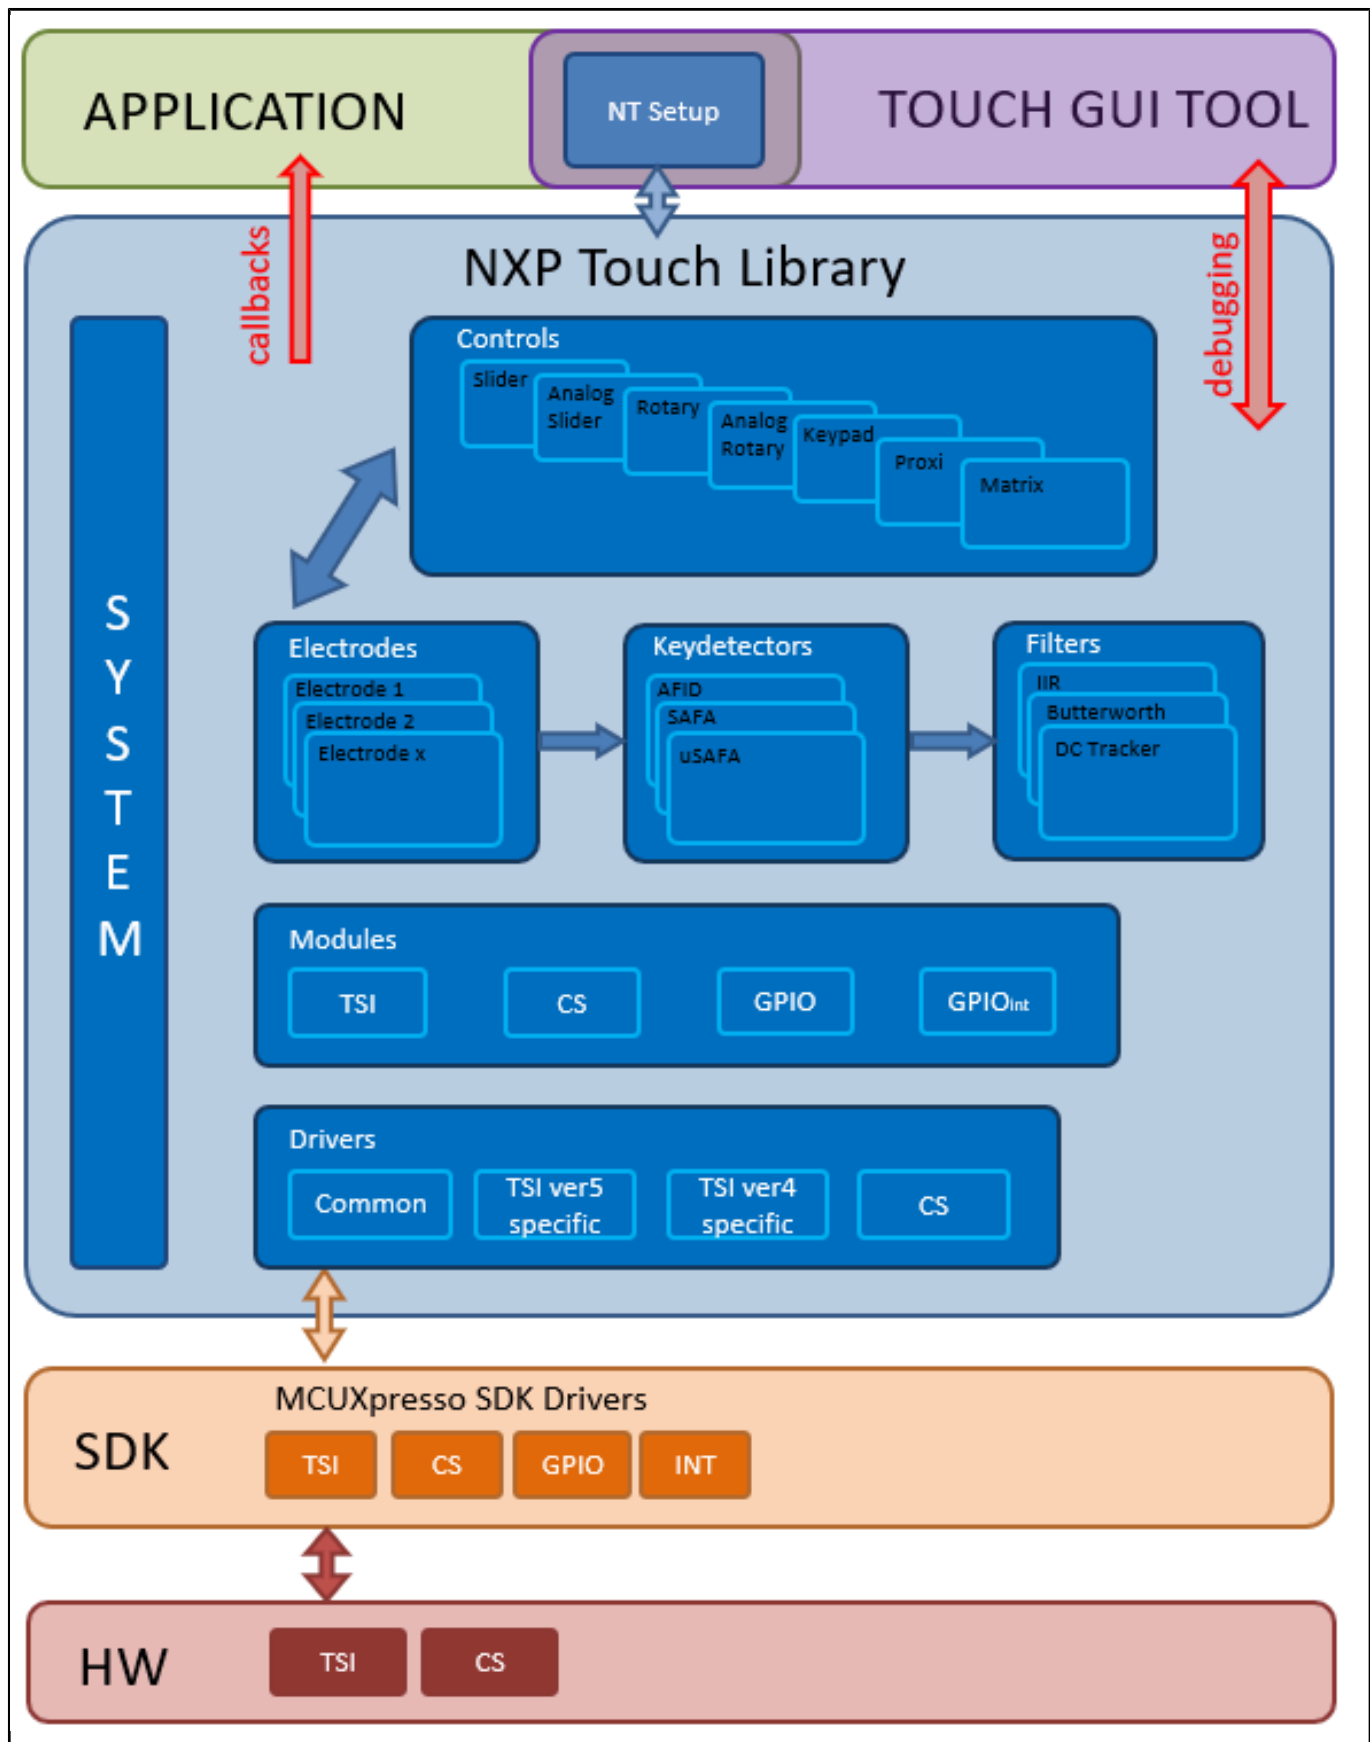 APPLICATION
NT Setup
TOUCH GUI TOOL
callbacks
debugging
NXP Touch Library
SYSTEM
Controls
Slider
Analog
Slider
Rotary
Analog
Rotary
Keypad
Proxi
Matrix
Electrodes
Electrode 1
Electrode 2
Electrode x
Keydetectors
AFID
SAFA
uSAFA
Filters
IIR
Butterworth
DC Tracker
Modules
TSI
CS
GPIO
GPIOint
Drivers
Common
TSI ver5
specific
TSI ver4
specific
CS
SDK
MCUXpresso SDK Drivers
TSI
CS
GPIO
INT
HW
TSI
CS